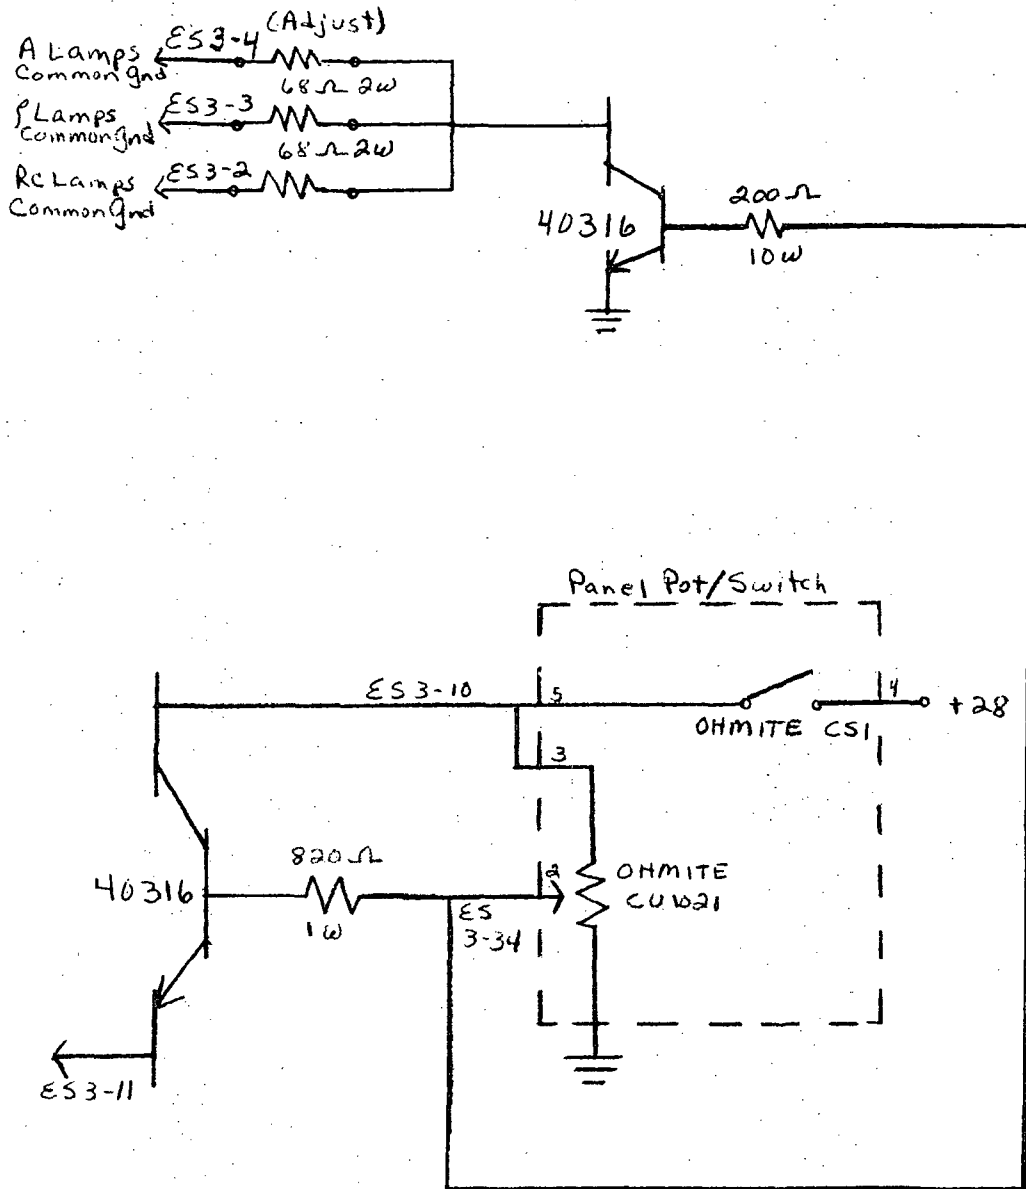 (Adjust)
A Lamps
Common Gnd
ES3-4
68Ω 2W
ρ Lamps
Common Gnd
ES3-3
68Ω 2W
Rc Lamps
Common Gnd
ES3-2
40316
200Ω
10W
Panel Pot/Switch
ES3-10
5
4
+28
OHMITE CS1
3
820Ω
1W
40316
2
OHMITE
CU1021
ES
3-34
ES3-11